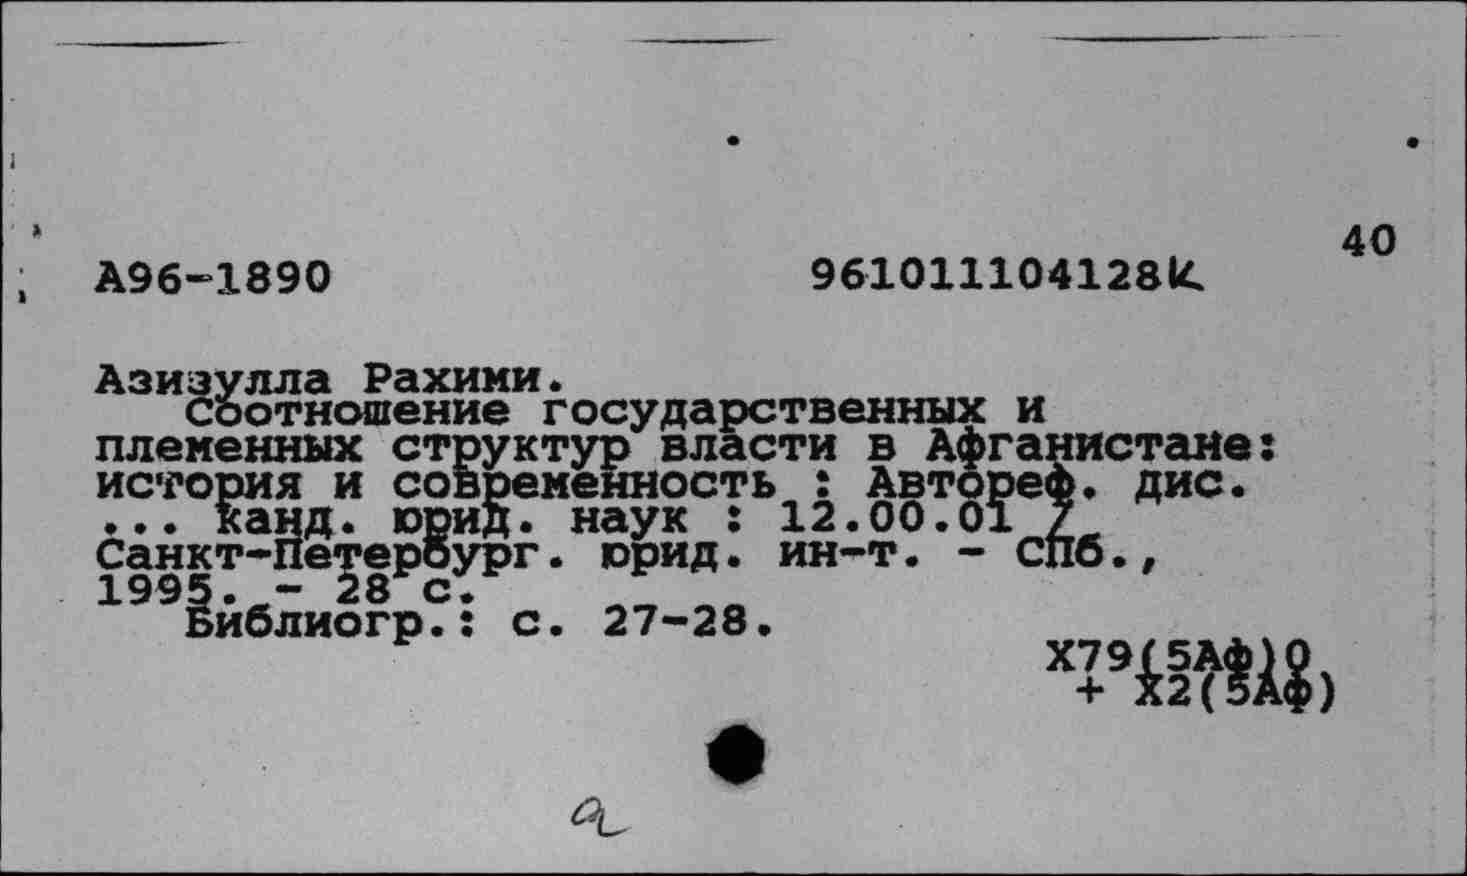 40
А96-1890 961011104128К
Азизулла Рахими.
Соотношение государственных и
племенных структур власти в Афганистане:
история и современность : Автореф. дис.
... канд. юрид. наук : 12.00.01 /
Санкт-Петербург. юрид. ин-т. - СПб.,
1995. - 28 с.
Библиогр.: с. 27-28.
Х79(5Аф)0
+ Х2(5Аф)